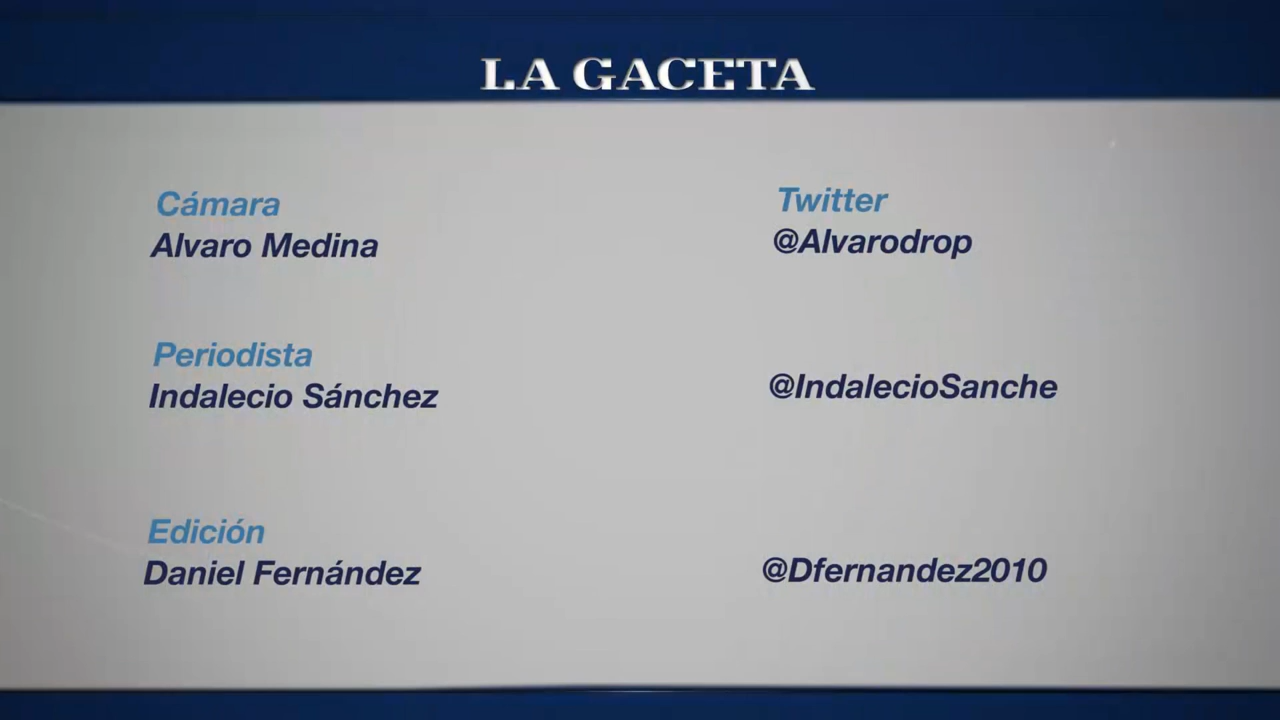 LA GACETA
Cámara
Alvaro Medina
Twitter
@Alvarodrop
Periodista
Indalecio Sánchez
@IndalecioSanche
Edición
Daniel Fernández
@Dfernandez2010